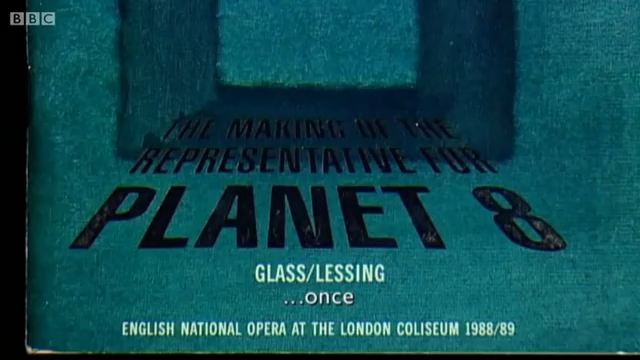 BBC
THE MAKING OF THE
REPRESENTATIVE FOR
PLANET 8
GLASS/LESSING
...once
ENGLISH NATIONAL OPERA AT THE LONDON COLISEUM 1988/89